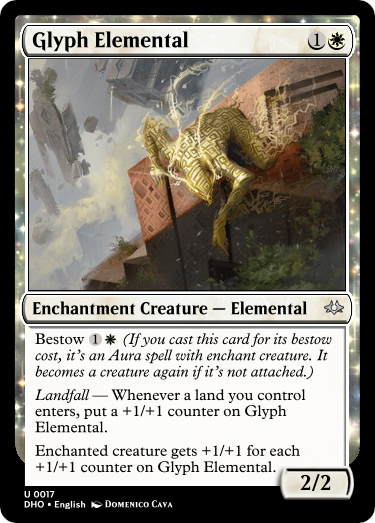 Glyph Elemental 1
Enchantment Creature — Elemental
Bestow 1 (If you cast this card for its bestow
cost, it's an Aura spell with enchant creature. It
becomes a creature again if it's not attached.)
Landfall — Whenever a land you control
enters, put a +1/+1 counter on Glyph
Elemental.
Enchanted creature gets +1/+1 for each
+1/+1 counter on Glyph Elemental.
2/2
U 0017
DHO • English Domenico Cava